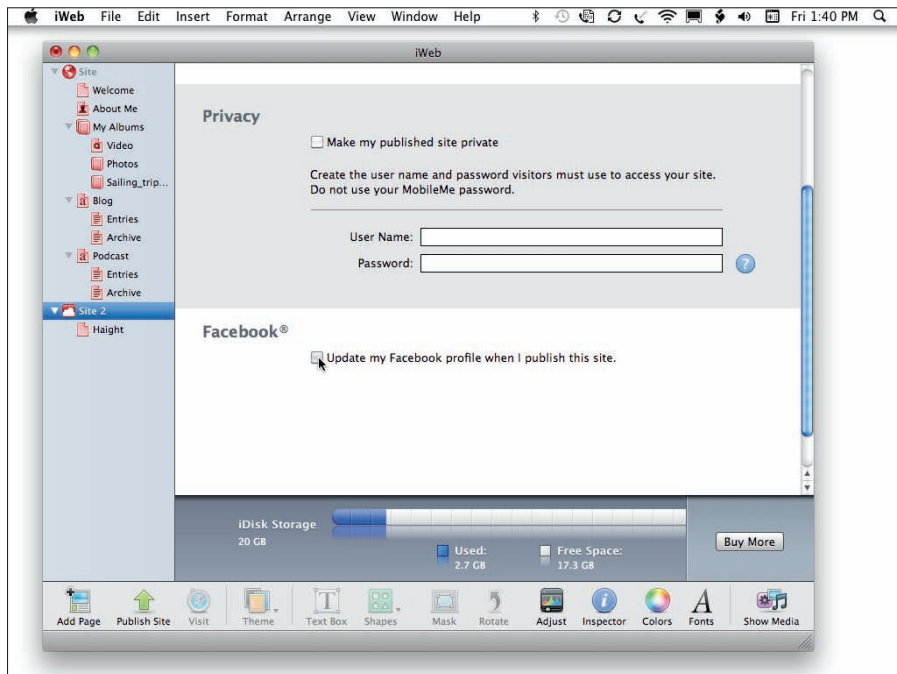 iWeb File Edit Insert Format Arrange View Window Help Fri 1:40 PM
iWeb
Site
Welcome
About Me
My Albums
Video
Photos
Sailing_trip...
Blog
Entries
Archive
Podcast
Entries
Archive
Site 2
Haight
Privacy
Make my published site private
Create the user name and password visitors must use to access your site.
Do not use your MobileMe password.
User Name:
Password:
?
Facebook®
Update my Facebook profile when I publish this site.
iDisk Storage
20 GB
Used:
2.7 GB
Free Space:
17.3 GB
Buy More
Add Page Publish Site Visit Theme Text Box Shapes Mask Rotate Adjust Inspector Colors Fonts Show Media